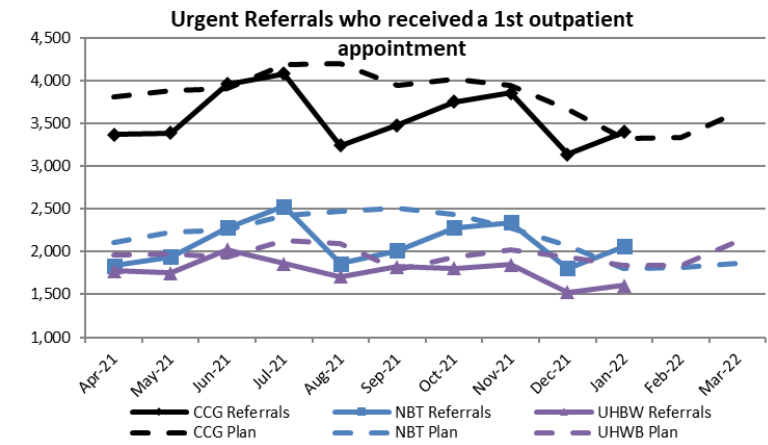 Urgent Referrals who received a 1st outpatient
appointment
4,500
4,000
3,500
3,000
2,500
2,000
1,500
1,000
Apr-21
May-21
Jun-21
Jul-21
Aug-21
Sep-21
Oct-21
Nov-21
Dec-21
Jan-22
Feb-22
Mar-22
CCG Referrals NBT Referrals UHBW Referrals
CCG Plan NBT Plan UHWB Plan